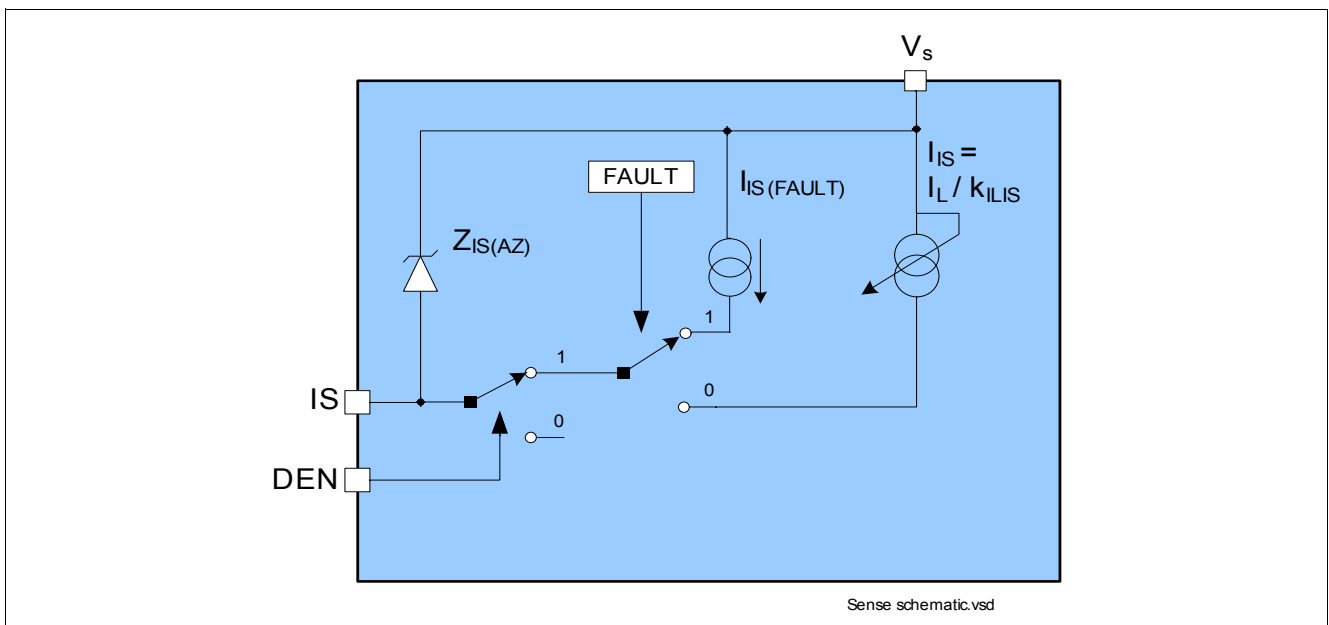 Vs
IIS =
IL / kILIS
FAULT
IIS(FAULT)
ZIS(AZ)
1
1
0
IS
0
DEN
Sense schematic.vsd